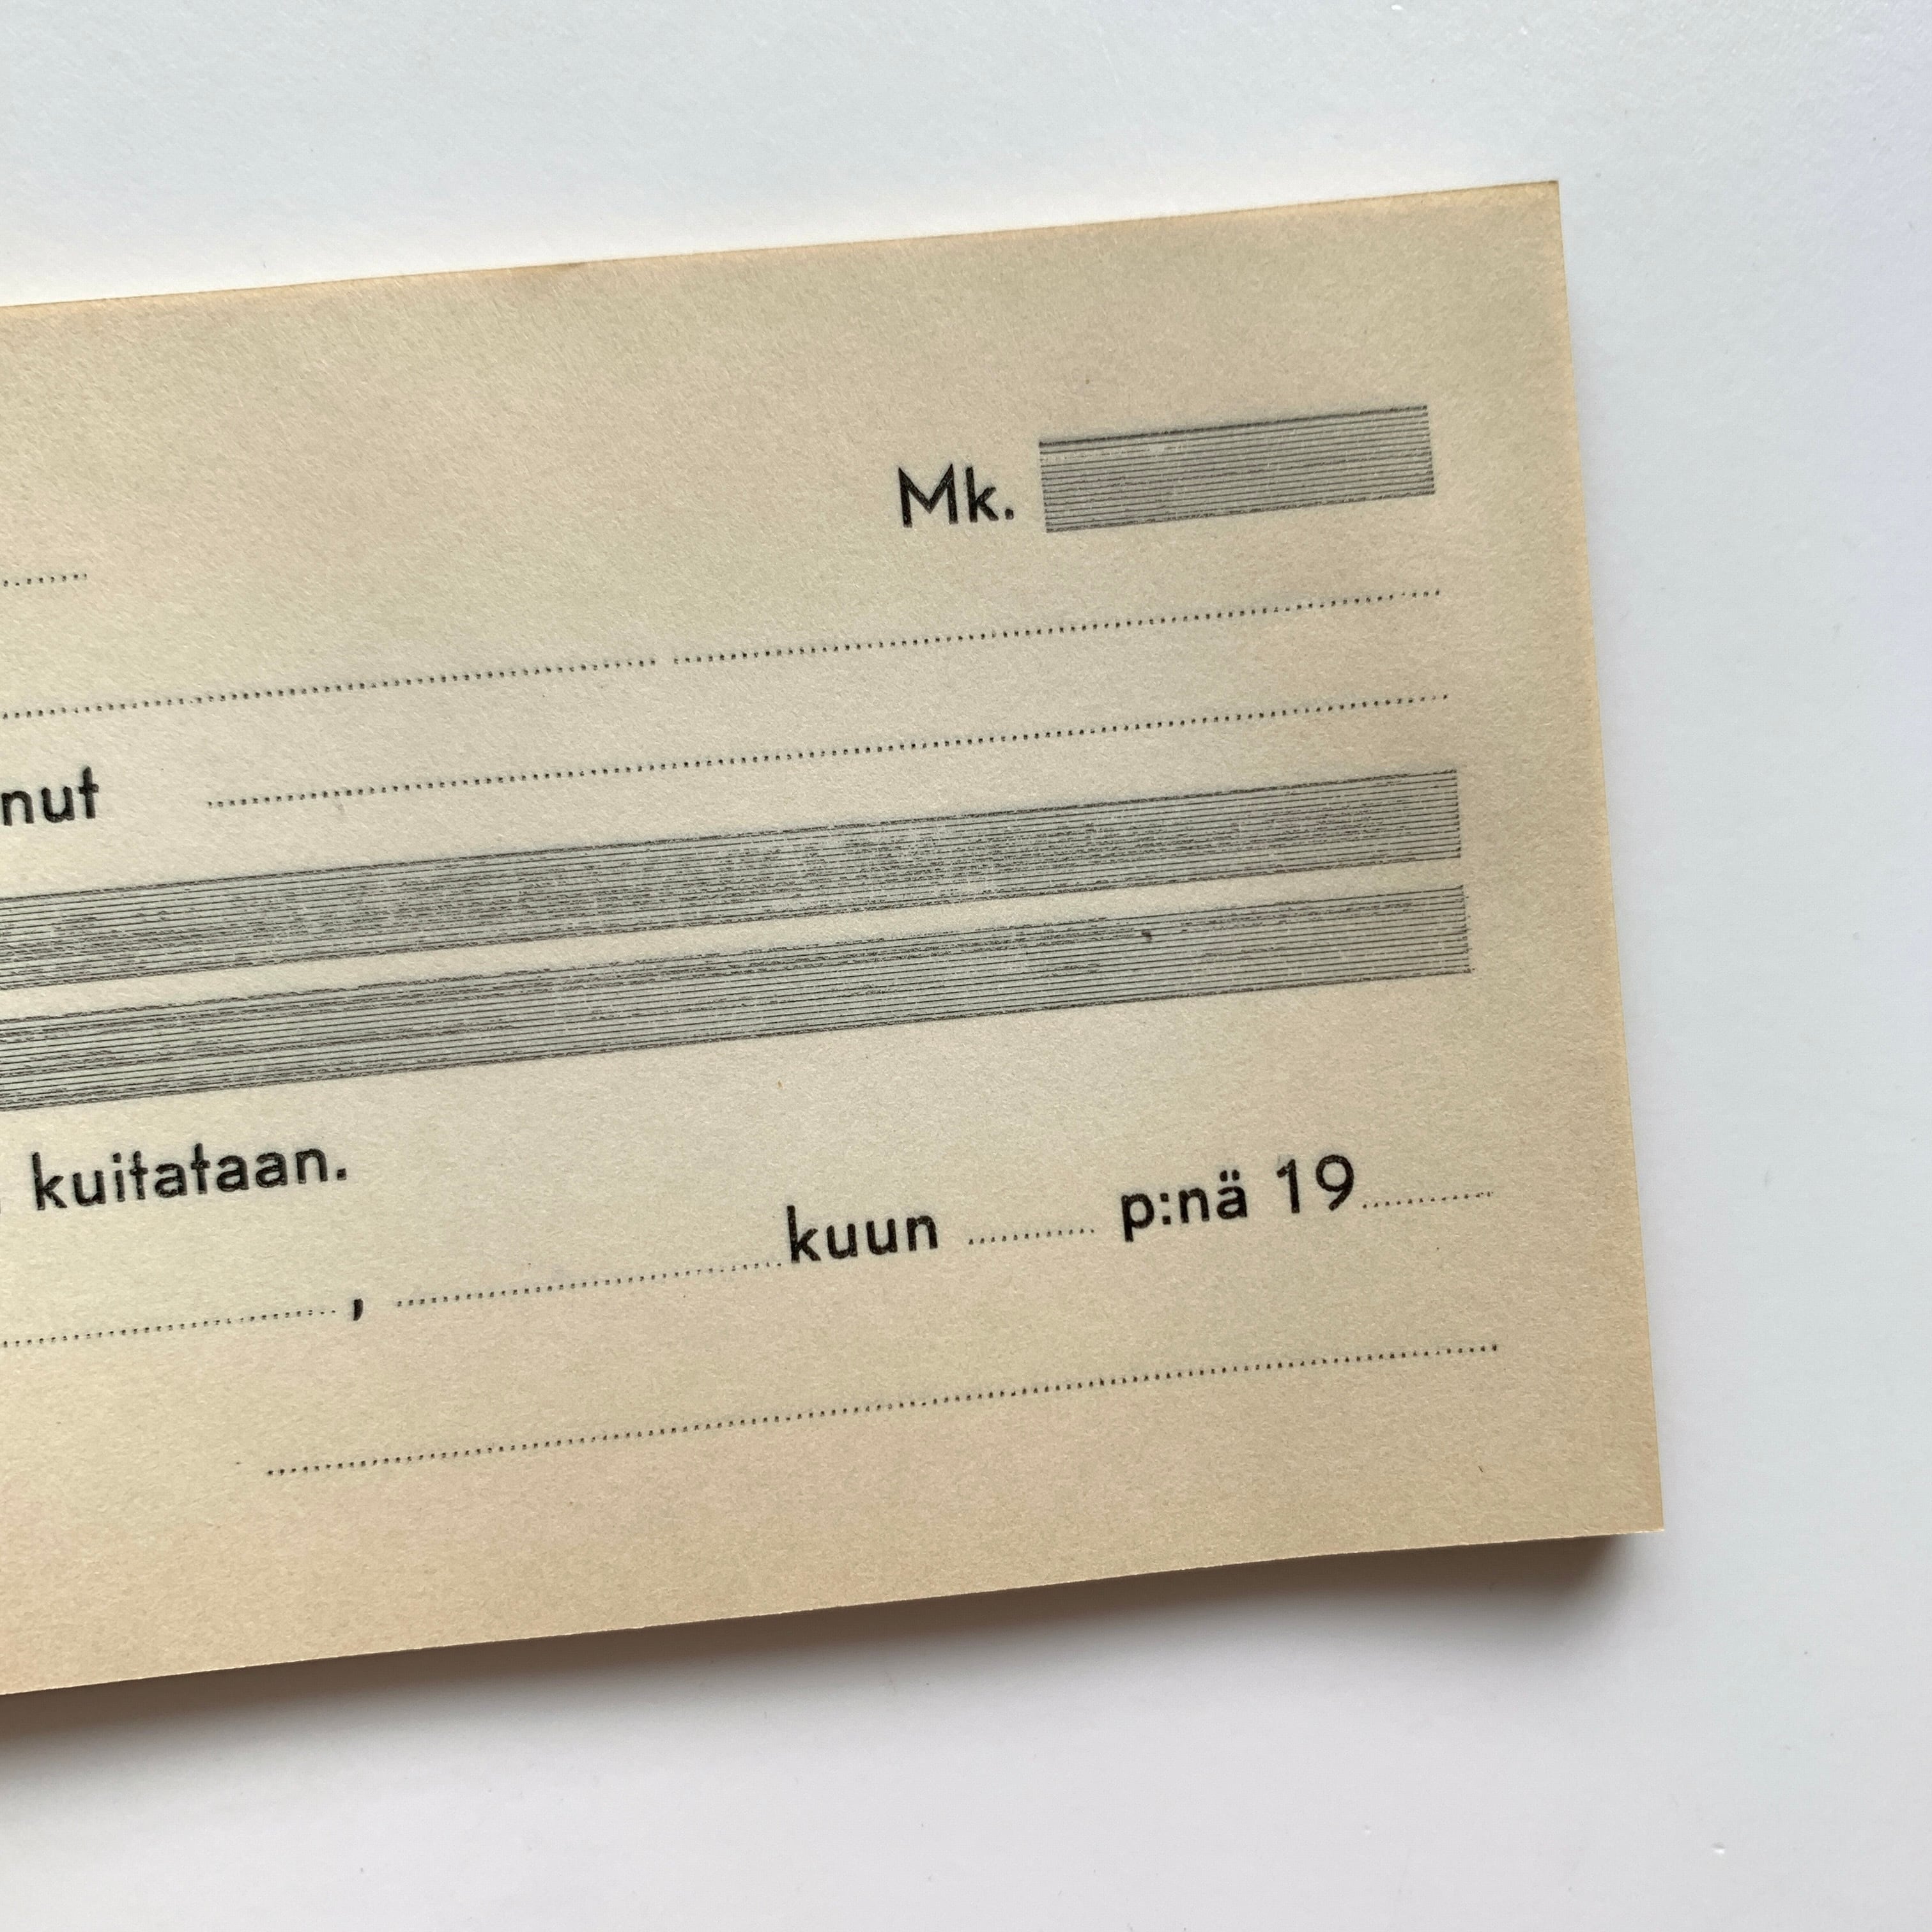 Mk.
nut
kuitataan.
, kuun p:nä 19